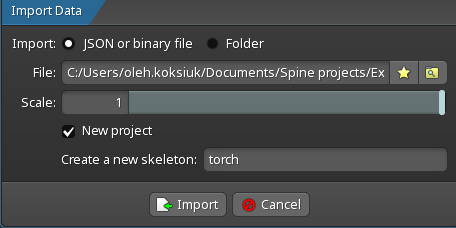 Import Data
Import: JSON or binary file Folder
File: C:/Users/oleh.koksiuk/Documents/Spine projects/Ex
Scale: 1
New project
Create a new skeleton: torch
Import Cancel